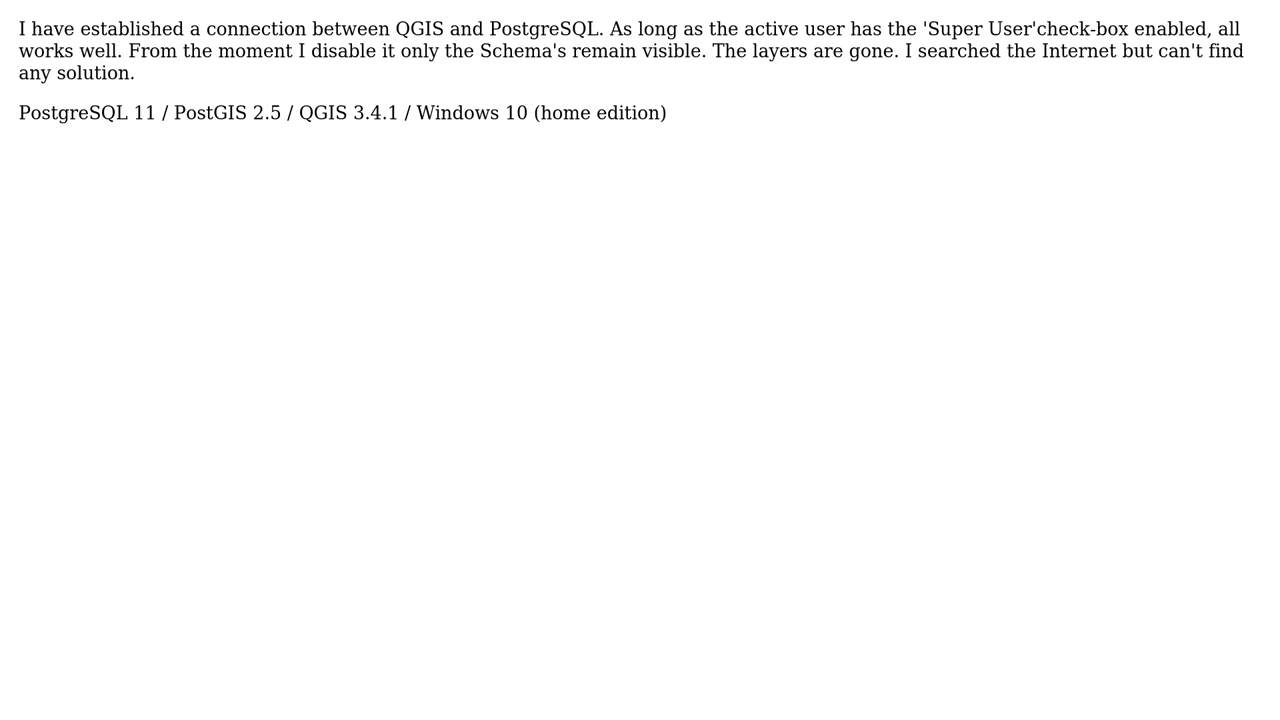 I have established a connection between QGIS and PostgreSQL. As long as the active user has the 'Super User'check-box enabled, all
works well. From the moment I disable it only the Schema's remain visible. The layers are gone. I searched the Internet but can't find
any solution.
PostgreSQL 11 / PostGIS 2.5 / QGIS 3.4.1 / Windows 10 (home edition)